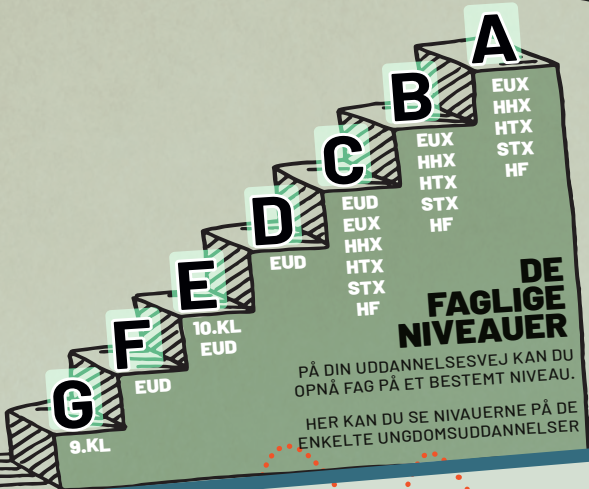 A
EUX
HHX
HTX
STX
HF
B
EUX
HHX
HTX
STX
HF
C
EUD
EUX
HHX
HTX
STX
HF
D
EUD
E
10.KL
EUD
F
EUD
G
9.KL
DE
FAGLIGE
NIVEAUER
PÅ DIN UDDANNELSESVEJ KAN DU
OPNÅ FAG PÅ ET BESTEMT NIVEAU.
HER KAN DU SE NIVAUERNE PÅ DE
ENKELTE UNGDOMSUDDANNELSER